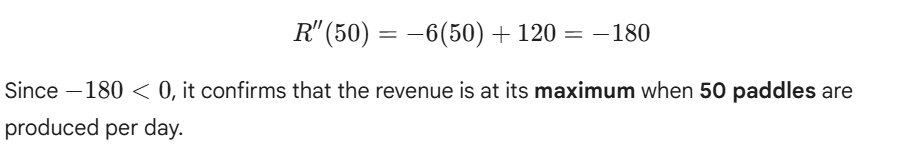 R″(50) = −6(50) + 120 = −180
Since −180 < 0, it confirms that the revenue is at its maximum when 50 paddles are
produced per day.